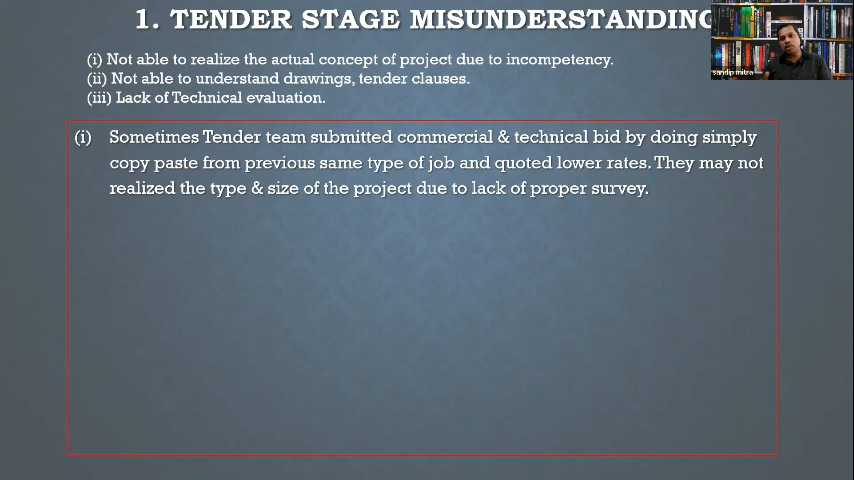 1. TENDER STAGE MISUNDERSTANDING
(i) Not able to realize the actual concept of project due to incompetency.
(ii) Not able to understand drawings, tender clauses.
(iii) Lack of Technical evaluation.
sandip mitra
(i) Sometimes Tender team submitted commercial & technical bid by doing simply
copy paste from previous same type of job and quoted lower rates. They may not
realized the type & size of the project due to lack of proper survey.